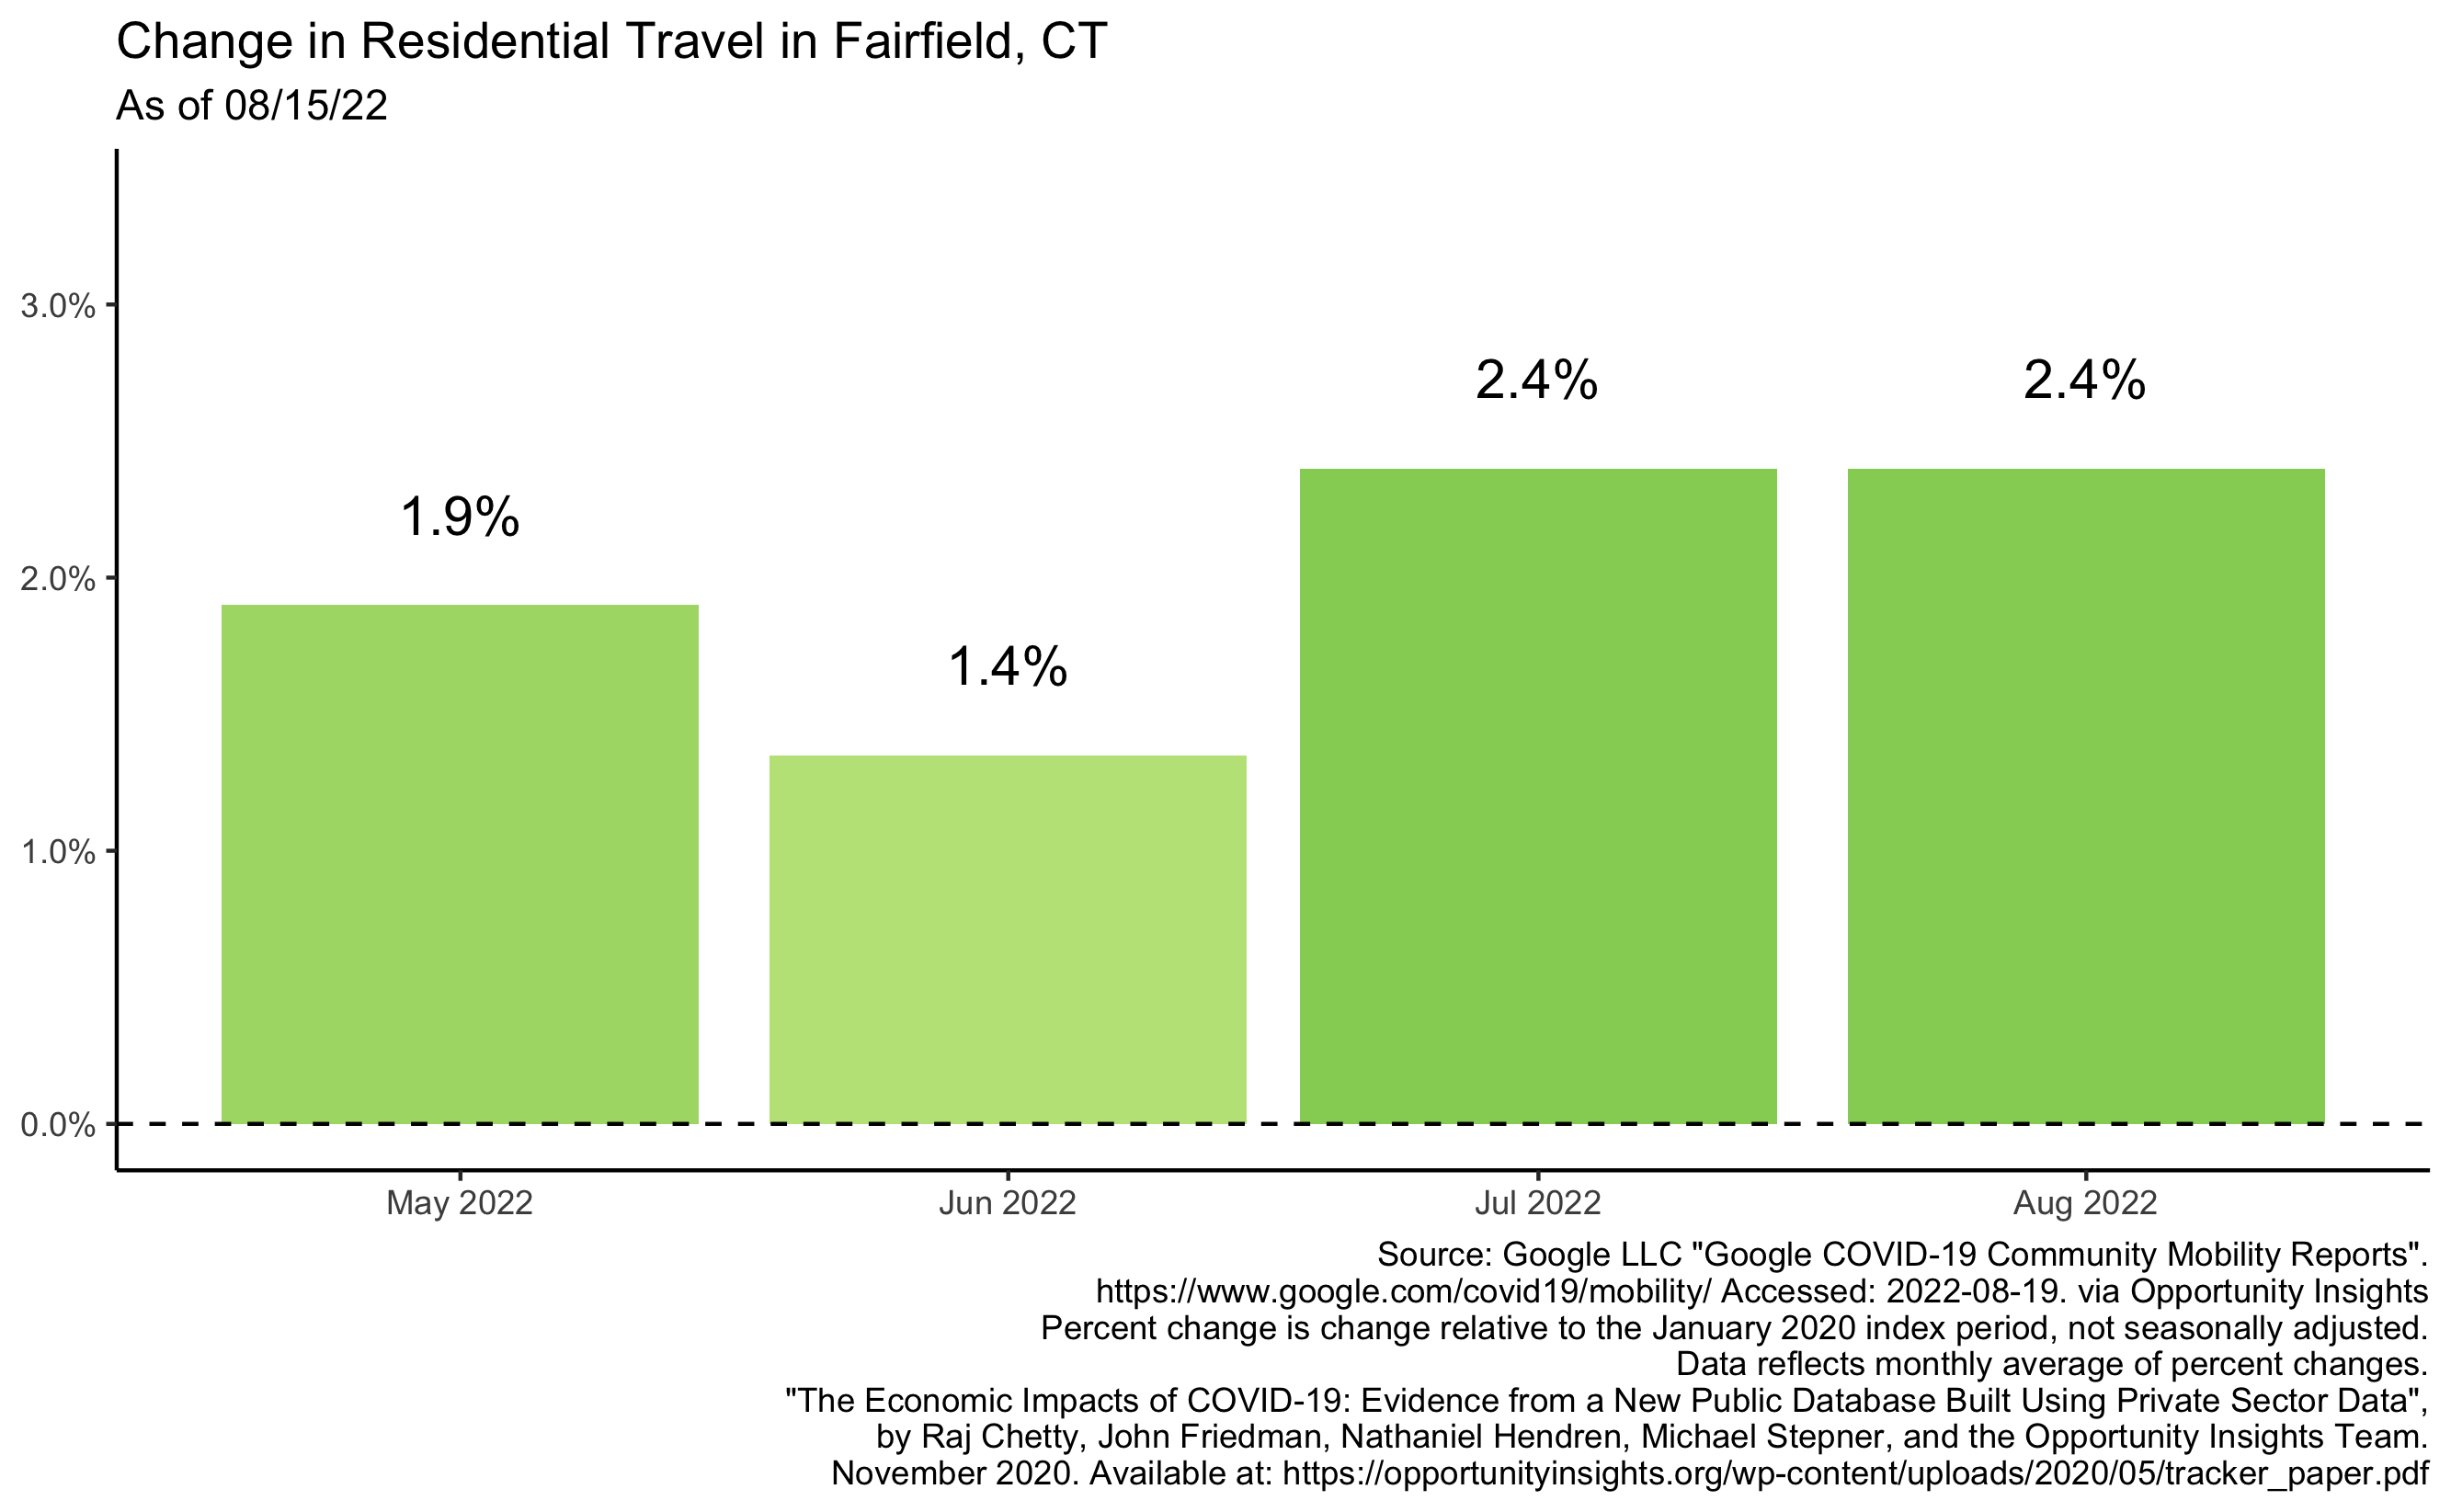 Change in Residential Travel in Fairfield, CT
As of 08/15/22
3.0%
2.0%
1.0%
0.0%
1.9%
1.4%
2.4%
2.4%
May 2022
Jun 2022
Jul 2022
Aug 2022
Source: Google LLC "Google COVID-19 Community Mobility Reports".
https://www.google.com/covid19/mobility/ Accessed: 2022-08-19. via Opportunity Insights
Percent change is change relative to the January 2020 index period, not seasonally adjusted.
Data reflects monthly average of percent changes.
"The Economic Impacts of COVID-19: Evidence from a New Public Database Built Using Private Sector Data",
by Raj Chetty, John Friedman, Nathaniel Hendren, Michael Stepner, and the Opportunity Insights Team.
November 2020. Available at: https://opportunityinsights.org/wp-content/uploads/2020/05/tracker_paper.pdf